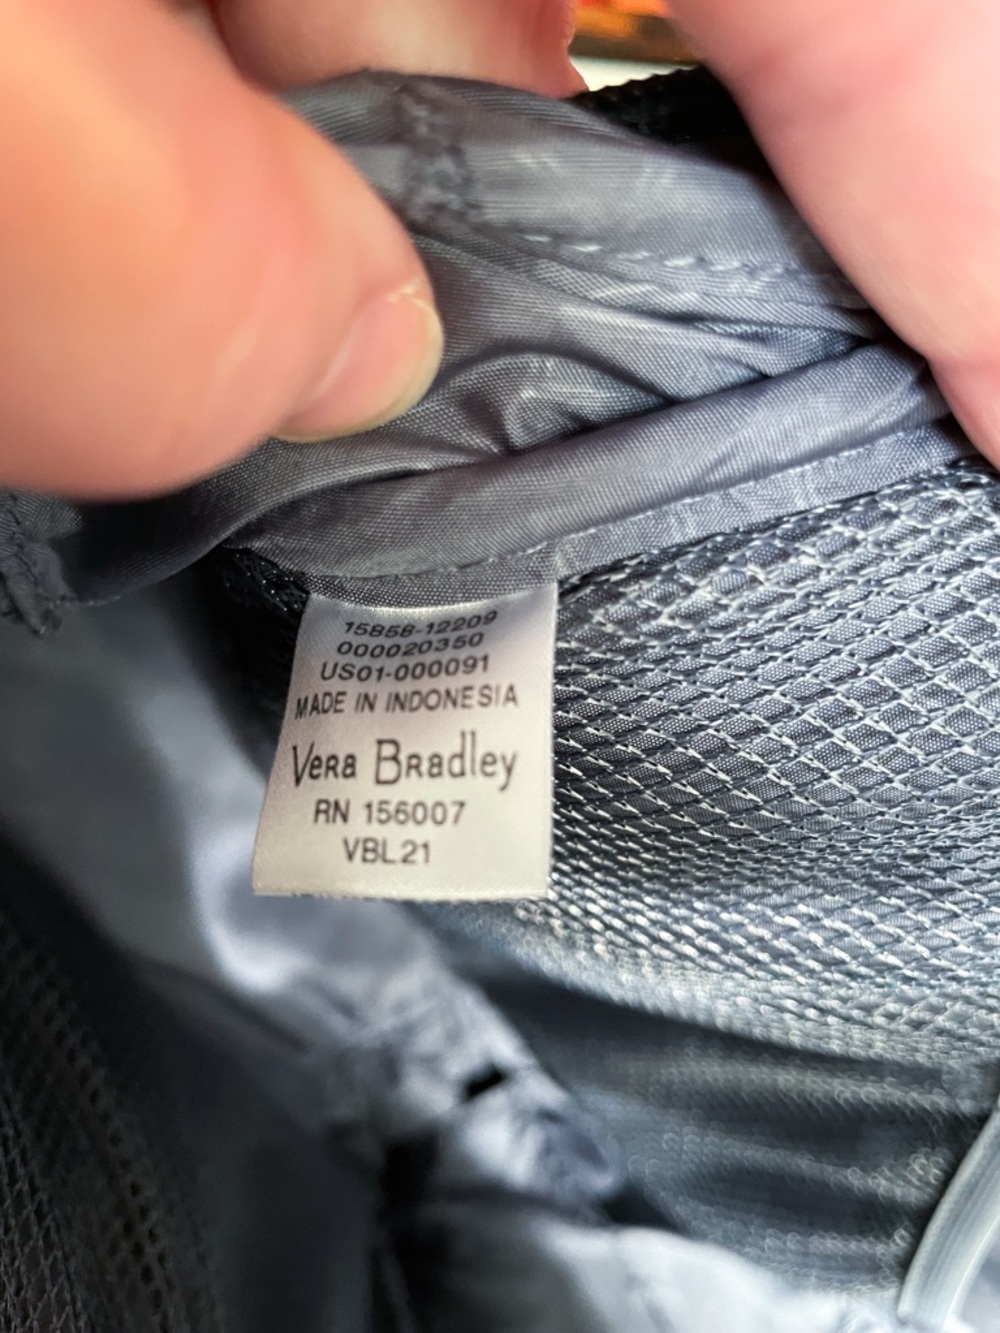 15858-12209
000020350
US01-000091
MADE IN INDONESIA
Vera Bradley
RN 156007
VBL21